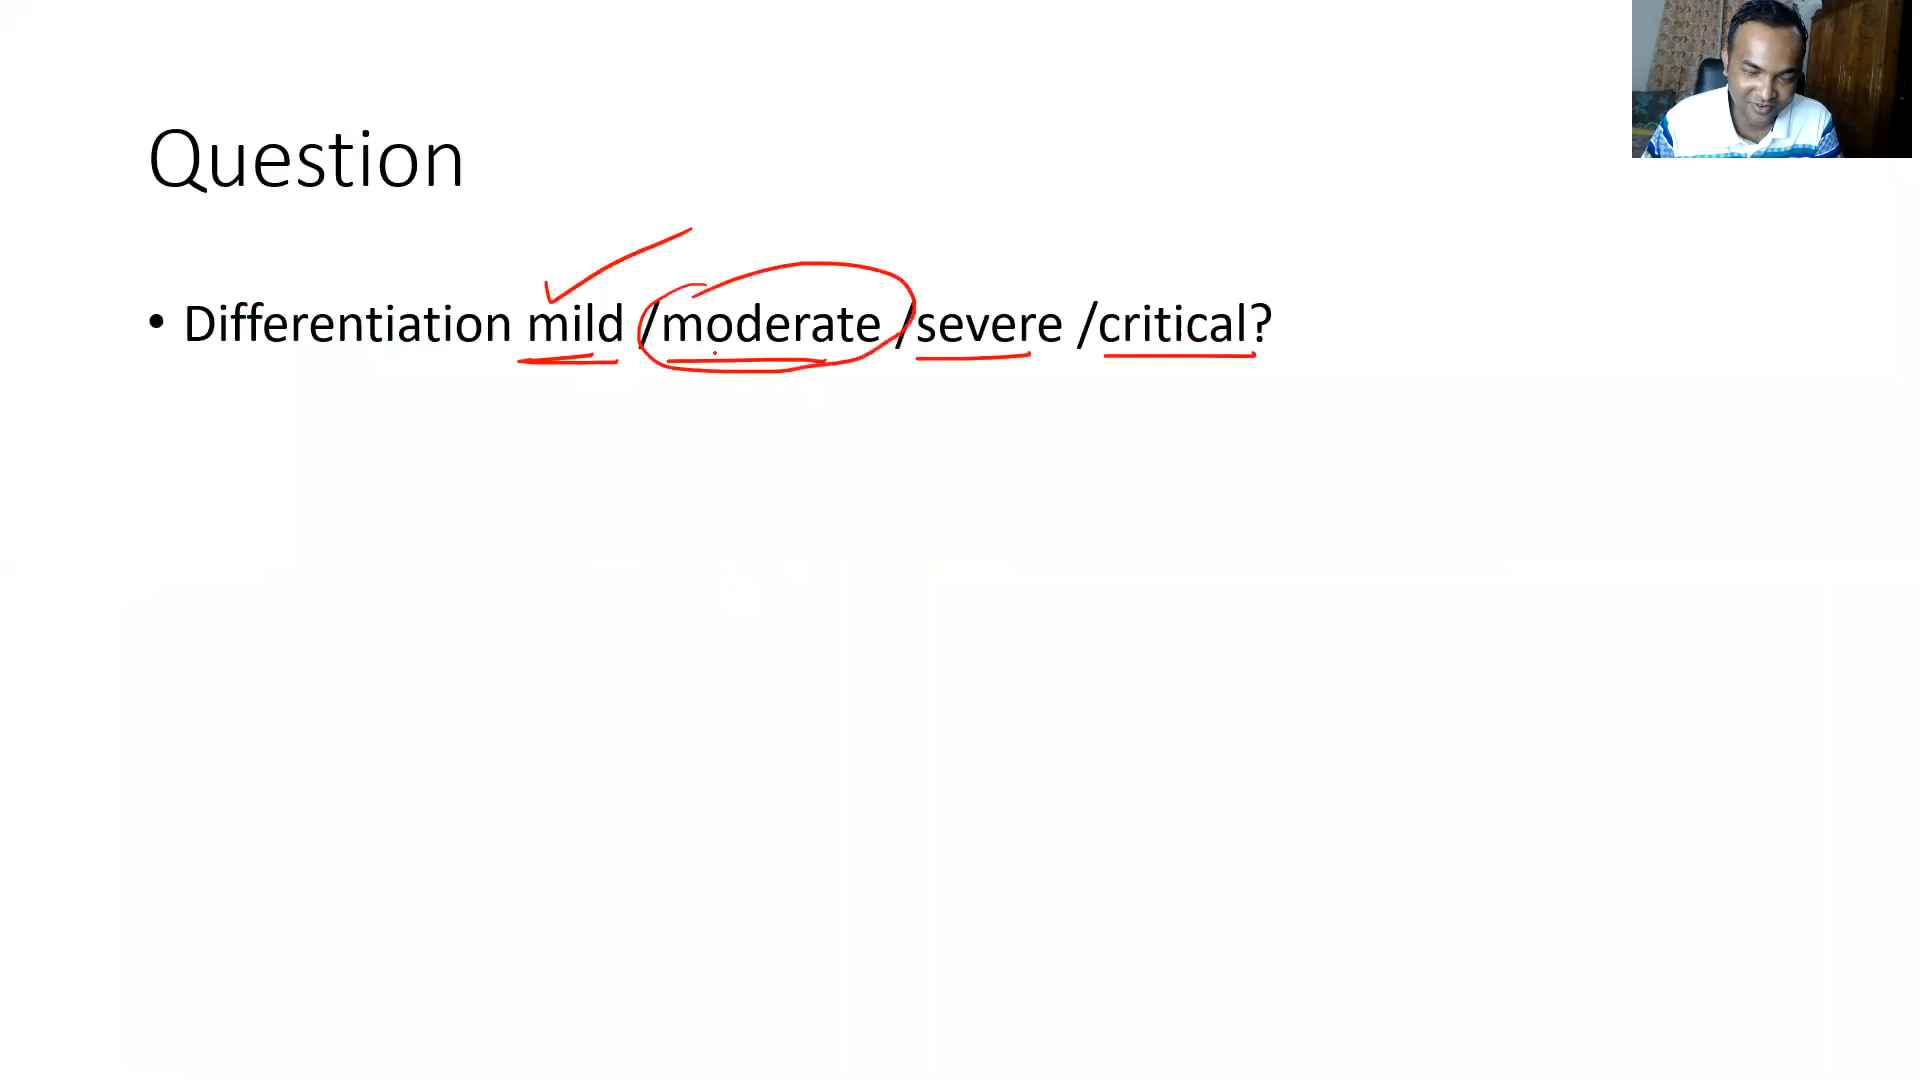 Question
• Differentiation mild /moderate /severe /critical?